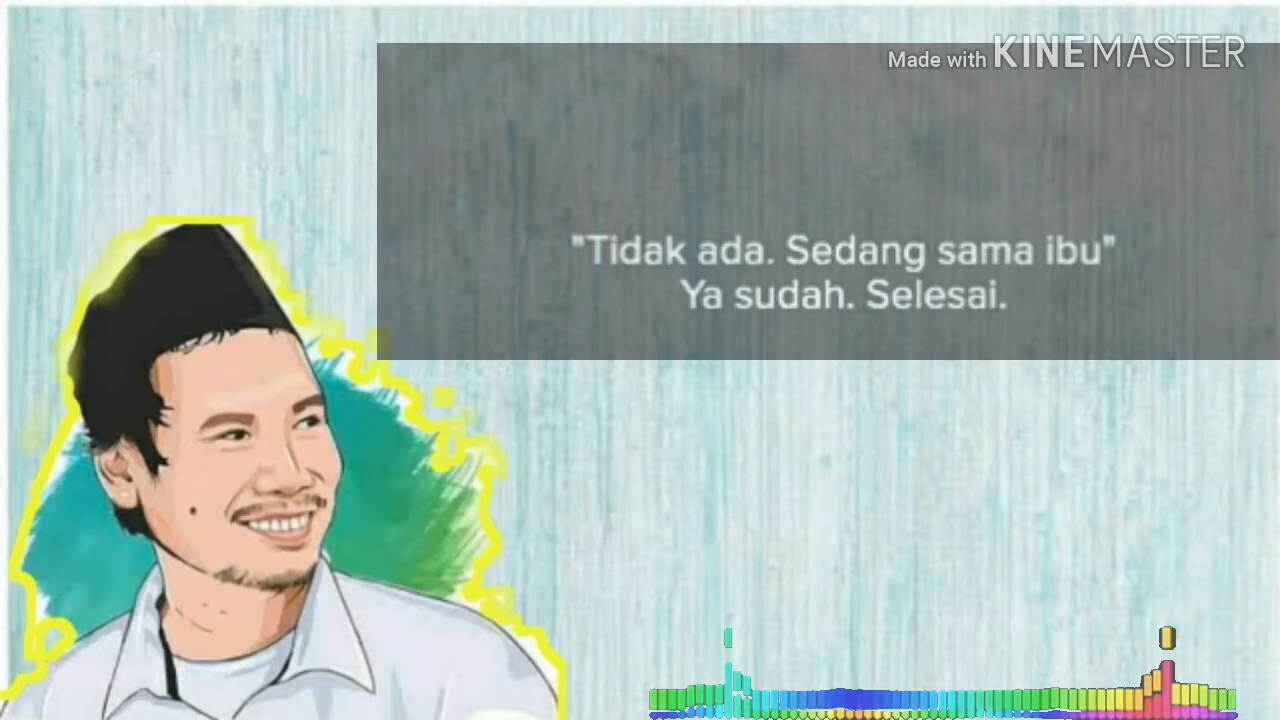 Made with KINEMASTER
"Tidak ada. Sedang sama ibu"
Ya sudah. Selesai.